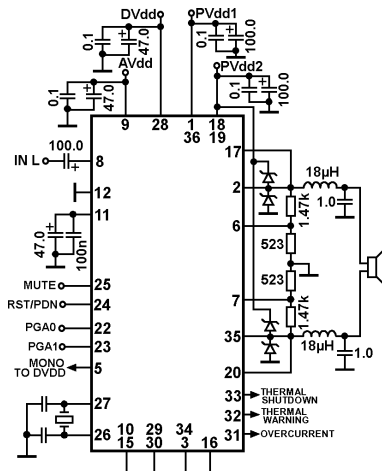 DVdd
PVdd1
0.1
47.0
0.1
100.0
AVdd
PVdd2
0.1
47.0
0.1
100.0
9
28
1
36
18
19
100.0
IN L
8
17
18µH
2
1.47k
1.0
12
11
6
47.0
100n
523
523
MUTE
25
7
RST/PDN
24
1.47k
PGA0
22
PGA1
23
35
18µH
1.0
MONO
TO DVDD
5
20
33
THERMAL
SHUTDOWN
27
32
THERMAL
WARNING
26
10
15
29
30
34
3
16
31
OVERCURRENT